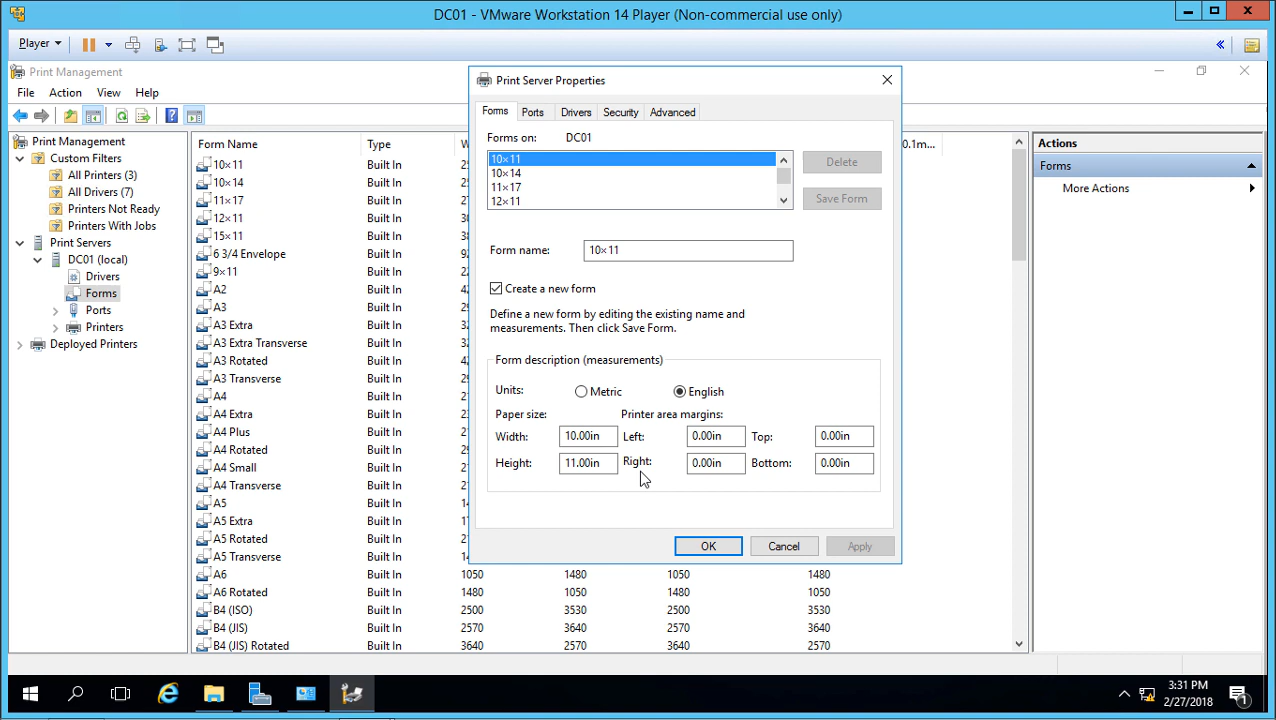 DC01 - VMware Workstation 14 Player (Non-commercial use only)
Player
Print Management
File Action View Help
Print Management
Custom Filters
All Printers (3)
All Drivers (7)
Printers Not Ready
Printers With Jobs
Print Servers
DC01 (local)
Drivers
Forms
Ports
Printers
Deployed Printers
Form Name Type 0.1m...
10×11 Built In
10×14 Built In
11×17 Built In
12×11 Built In
15×11 Built In
6 3/4 Envelope Built In
9×11 Built In
A2 Built In
A3 Built In
A3 Extra Built In
A3 Extra Transverse Built In
A3 Rotated Built In
A3 Transverse Built In
A4 Built In
A4 Extra Built In
A4 Plus Built In
A4 Rotated Built In
A4 Small Built In
A4 Transverse Built In
A5 Built In
A5 Extra Built In
A5 Rotated Built In
A5 Transverse Built In
A6 Built In 1050 1480 1050 1480
A6 Rotated Built In 1480 1050 1480 1050
B4 (ISO) Built In 2500 3530 2500 3530
B4 (JIS) Built In 2570 3640 2570 3640
B4 (JIS) Rotated Built In 3640 2570 3640 2570
Print Server Properties
Forms Ports Drivers Security Advanced
Forms on: DC01
10×11
10×14
11×17
12×11
Delete
Save Form
Form name: 10×11
Create a new form
Define a new form by editing the existing name and
measurements. Then click Save Form.
Form description (measurements)
Units: Metric English
Paper size: Printer area margins:
Width: 10.00in Left: 0.00in Top: 0.00in
Height: 11.00in Right: 0.00in Bottom: 0.00in
OK Cancel Apply
Actions
Forms
More Actions
3:31 PM
2/27/2018
1